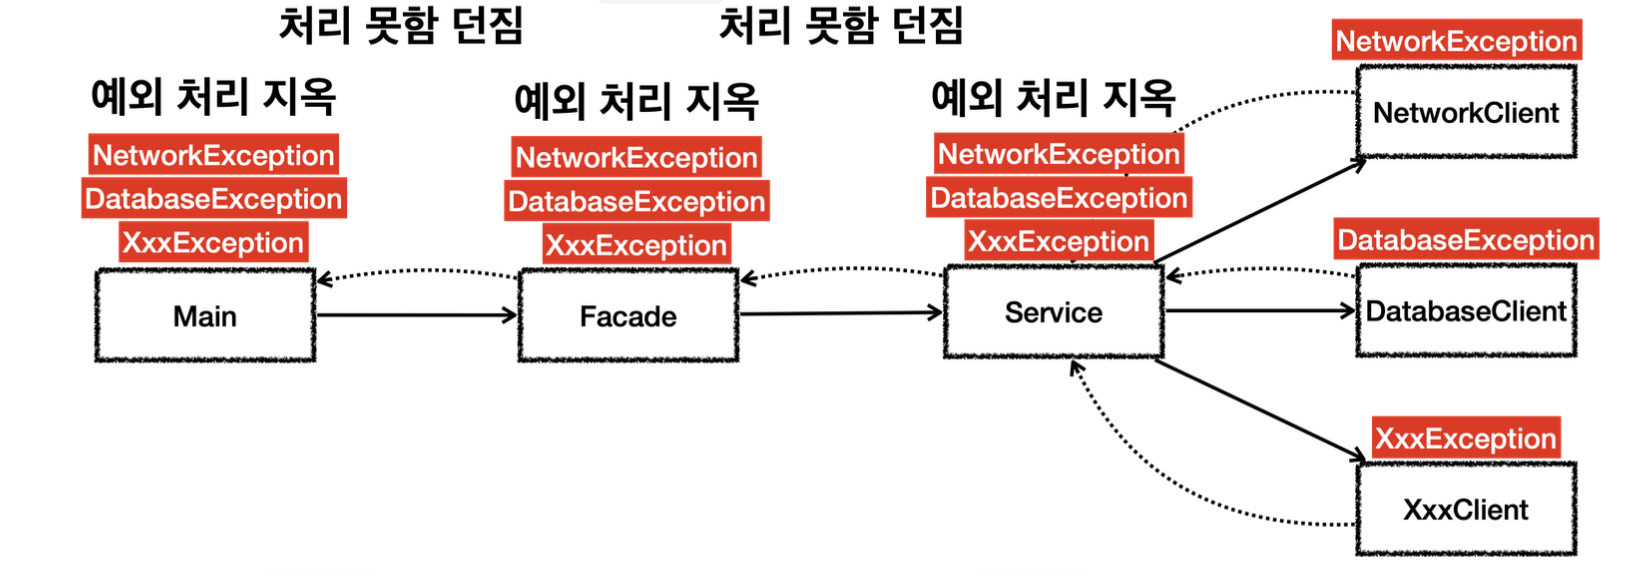 처리 못함 던짐
처리 못함 던짐
예외 처리 지옥
NetworkException
DatabaseException
XxxException
Main
예외 처리 지옥
NetworkException
DatabaseException
XxxException
Facade
예외 처리 지옥
NetworkException
DatabaseException
XxxException
Service
NetworkException
NetworkClient
DatabaseException
DatabaseClient
XxxException
XxxClient